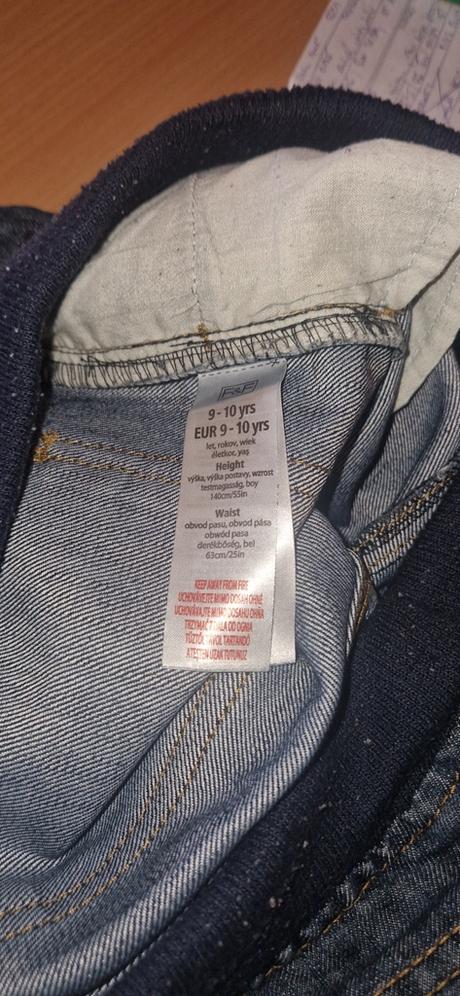 F&F
9 - 10 yrs
EUR 9 - 10 yrs
let, rokov, wiek
életkor, yaş
Height
výška, výška postavy, wzrost
testmagasság, boy
140cm/55in
Waist
obvod pasu, obvod pása
obwód pasa
derékbőség, bel
63cm/25in
KEEP AWAY FROM FIRE
UCHOVÁVEJTE MIMO DOSAH OHNĚ
UCHOVÁVAJTE MIMO DOSAHU OHŇA
TRZYMAĆ Z DALA OD OGNIA
TŰZTŐL TÁVOL TARTANDÓ
ATEŞTEN UZAK TUTUNUZ